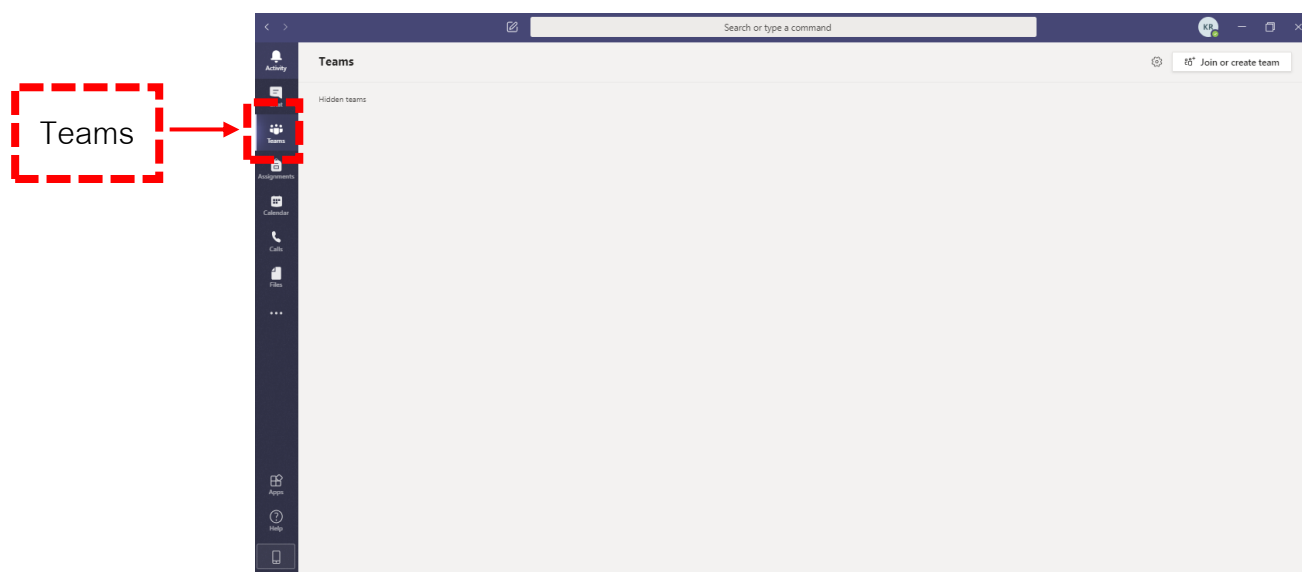 Search or type a command
KR
Activity
Teams
Join or create team
Hidden teams
Teams
Teams
Assignments
Calendar
Calls
Files
Apps
Help